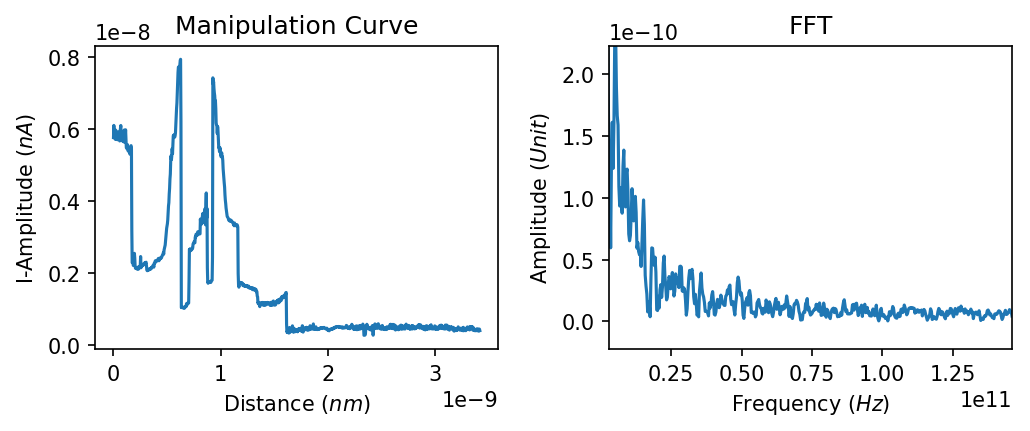 Manipulation Curve
1e−8
I-Amplitude (nA)
0.8
0.6
0.4
0.2
0.0
0
1
2
3
Distance (nm)
1e−9
FFT
1e−10
Amplitude (Unit)
2.0
1.5
1.0
0.5
0.0
0.25
0.50
0.75
1.00
1.25
Frequency (Hz)
1e11